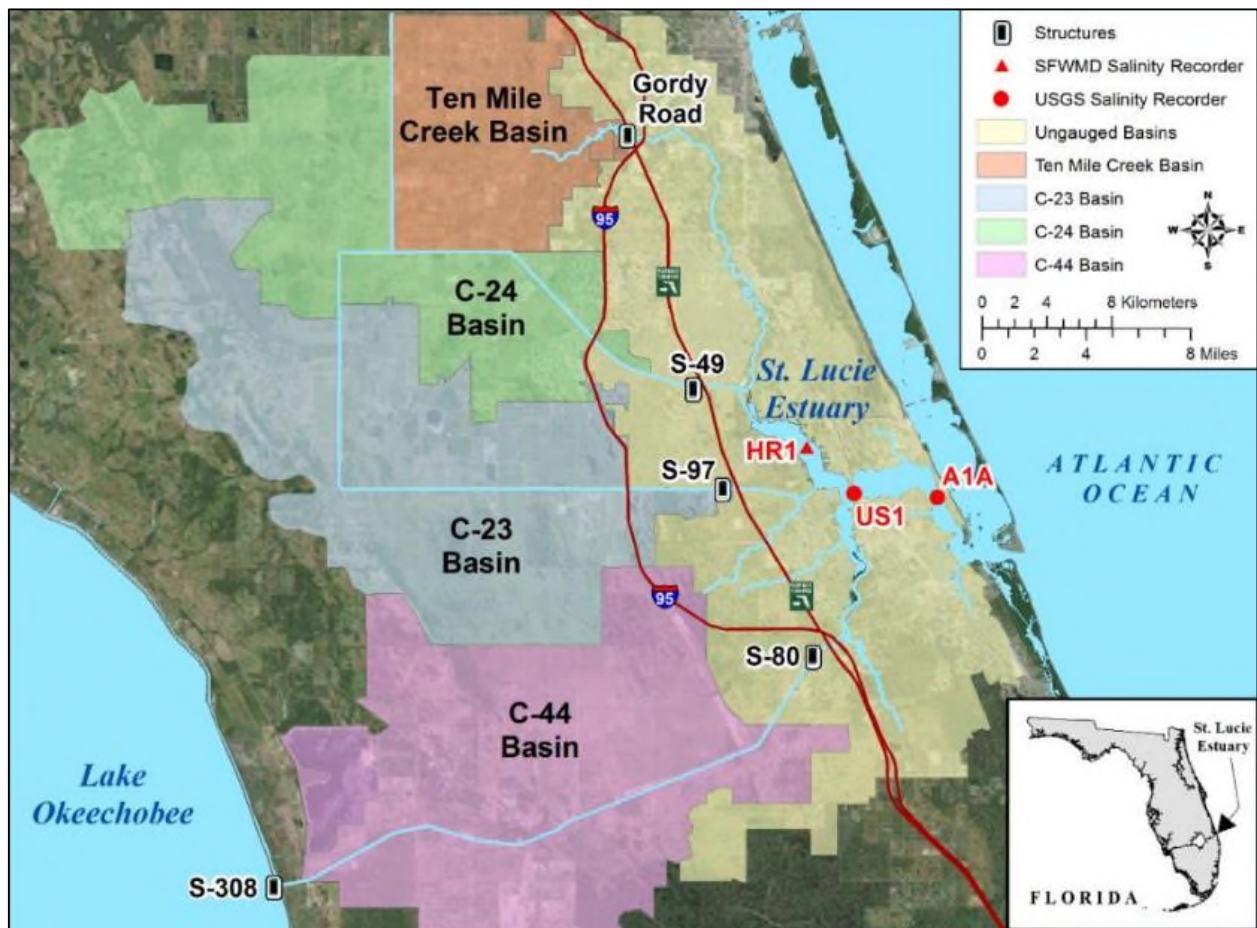 Structures
SFWMD Salinity Recorder
USGS Salinity Recorder
Ungauged Basins
Ten Mile Creek Basin
C-23 Basin
C-24 Basin
C-44 Basin
N
W E
S
0 2 4 8 Kilometers
0 2 4 8 Miles
Gordy
Road
Ten Mile
Creek Basin
95
C-24
Basin
S-49
St. Lucie
Estuary
HR1
A1A
US1
ATLANTIC
OCEAN
S-97
C-23
Basin
95
S-80
C-44
Basin
Lake
Okeechobee
S-308
St. Lucie
Estuary
FLORIDA